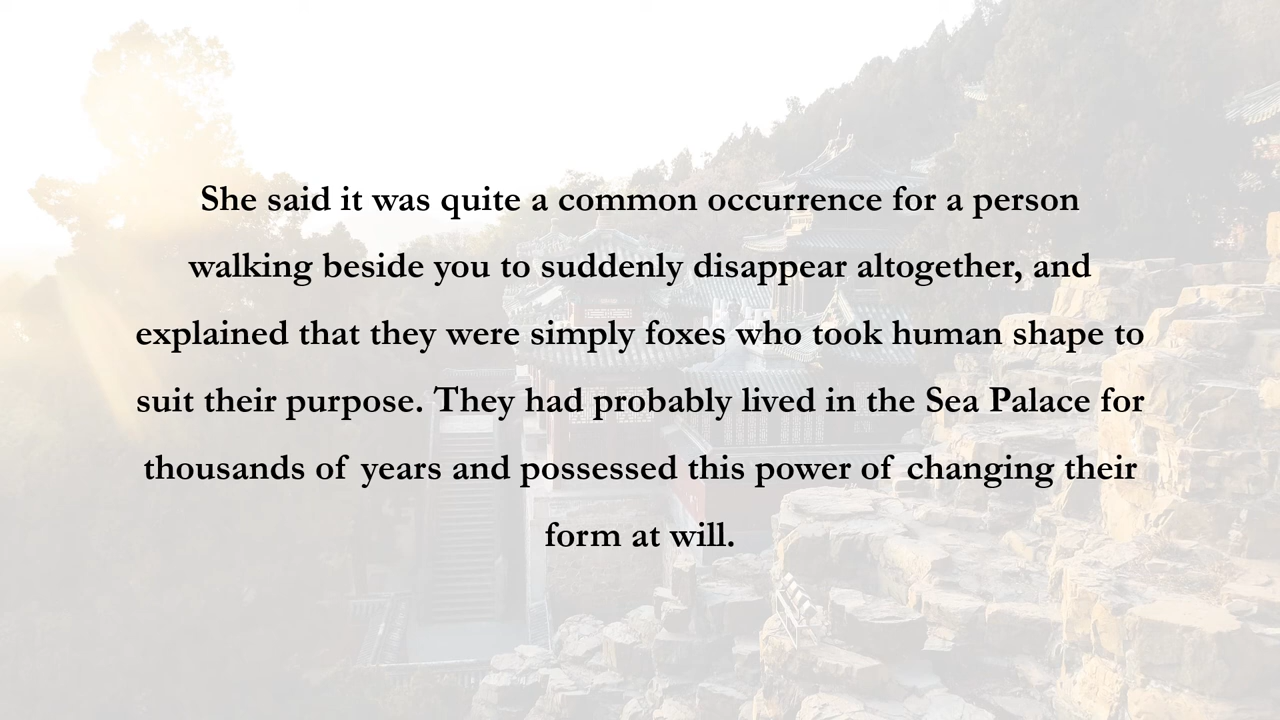 She said it was quite a common occurrence for a person
walking beside you to suddenly disappear altogether, and
explained that they were simply foxes who took human shape to
suit their purpose. They had probably lived in the Sea Palace for
thousands of years and possessed this power of changing their
form at will.